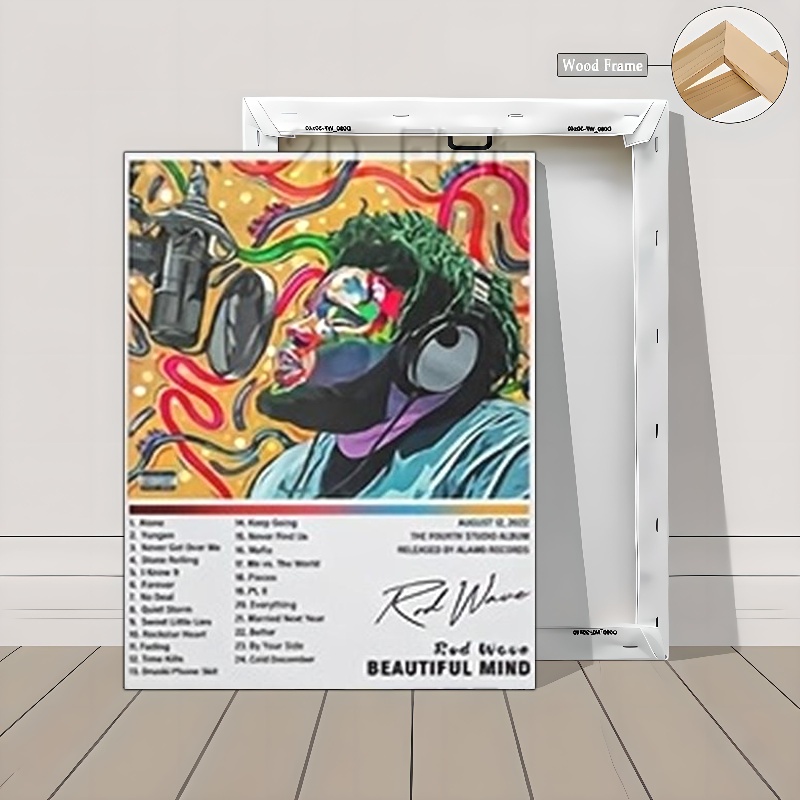 Wood Frame
1. Alone
2. Yungen
3. Never Get Over Me
4. Stone Rolling
5. I Know It
6. Forever
7. No Deal
8. Quiet Storm
9. Sweet Little Lies
10. Rockstar Heart
11. Fading
12. Time Kills
13.
14. Keep Going
15. Never Find Us
16. Mafia
17. Me vs. The World
18. Pieces
19. Pt. II
20. Everything
21. Married Next Year
22. Better
23. By Your Side
24. Cold December
AUGUST 12, 2022
THE FOURTH STUDIO ALBUM
RELEASED BY ALAMO RECORDS
Rod Wave
Rod Wave
BEAUTIFUL MIND